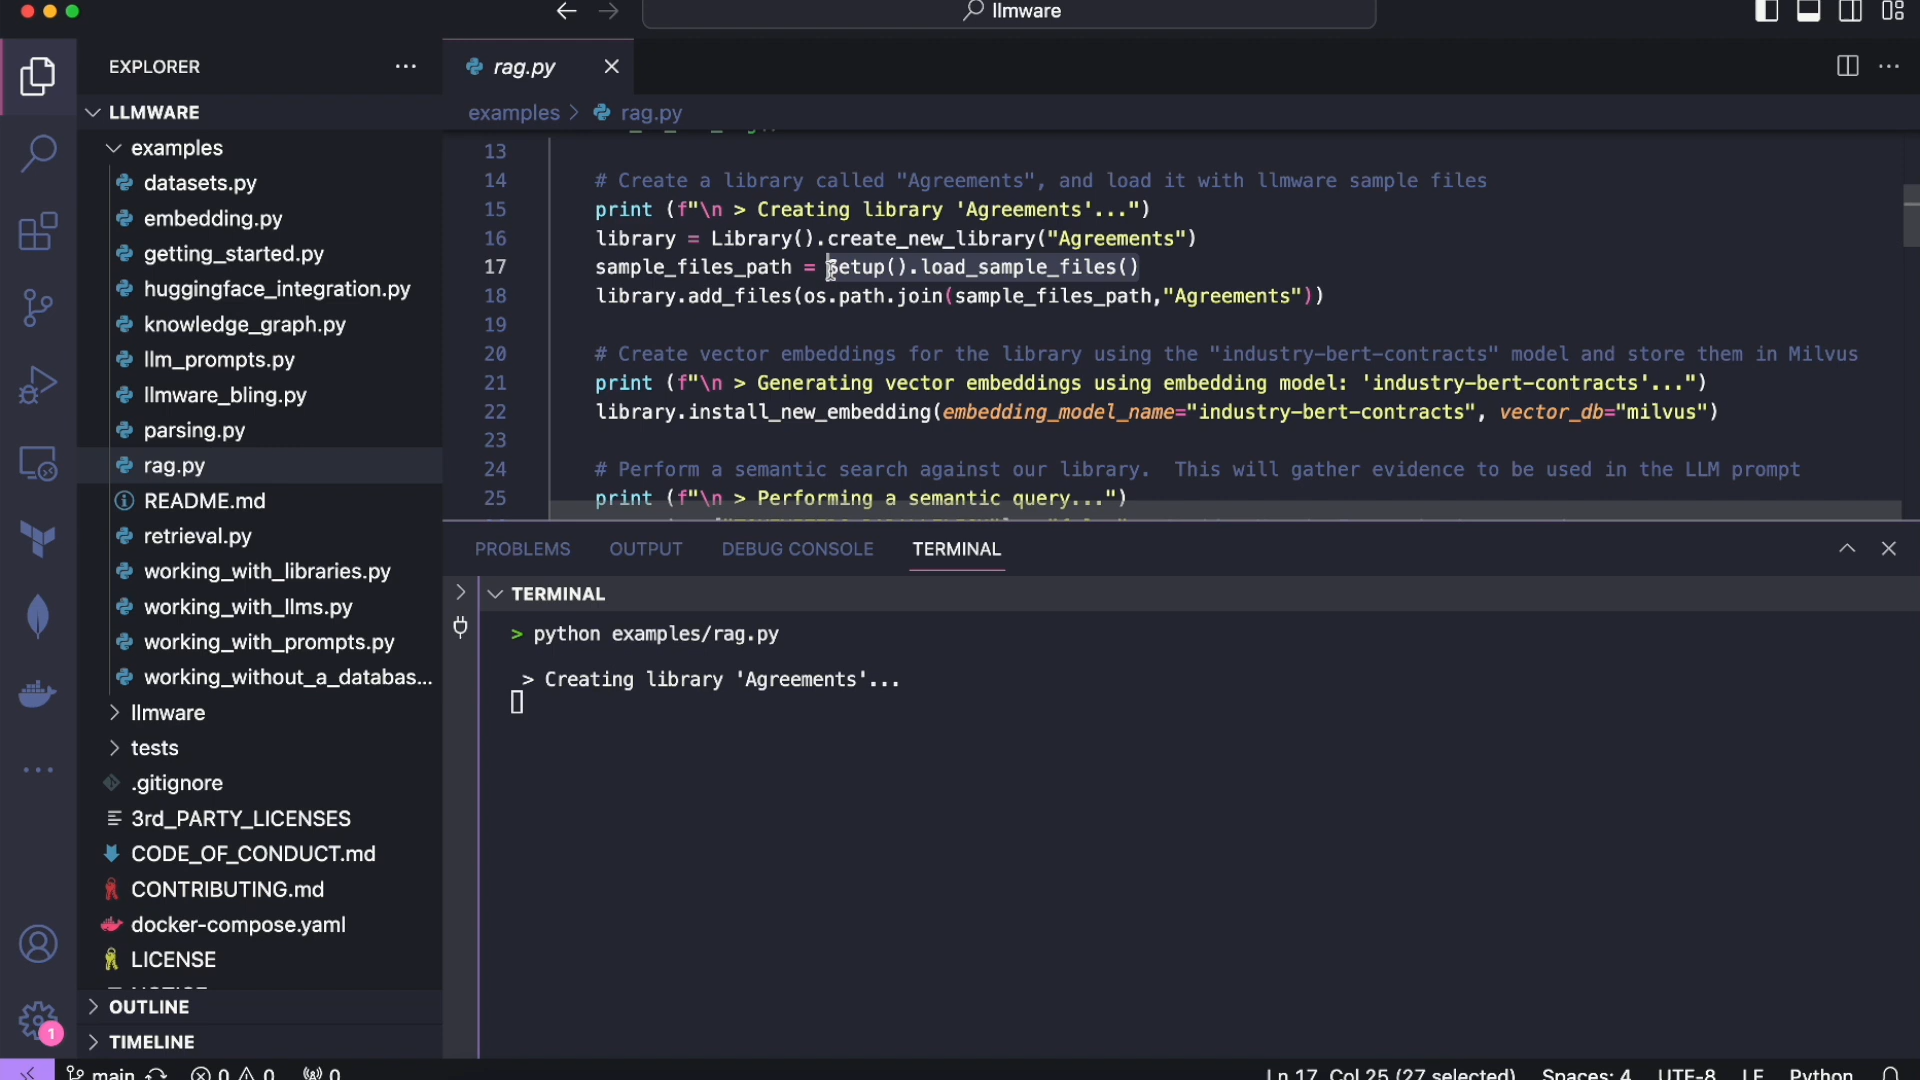 llmware
EXPLORER
rag.py
LLMWARE
examples > rag.py
examples
datasets.py
embedding.py
getting_started.py
huggingface_integration.py
knowledge_graph.py
llm_prompts.py
llmware_bling.py
parsing.py
rag.py
README.md
retrieval.py
working_with_libraries.py
working_with_llms.py
working_with_prompts.py
working_without_a_databas...
llmware
tests
.gitignore
3rd_PARTY_LICENSES
CODE_OF_CONDUCT.md
CONTRIBUTING.md
docker-compose.yaml
LICENSE
OUTLINE
TIMELINE
13
14 # Create a library called "Agreements", and load it with llmware sample files
15 print (f"\n > Creating library 'Agreements'...")
16 library = Library().create_new_library("Agreements")
17 sample_files_path = Setup().load_sample_files()
18 library.add_files(os.path.join(sample_files_path,"Agreements"))
19
20 # Create vector embeddings for the library using the "industry-bert-contracts" model and store them in Milvus
21 print (f"\n > Generating vector embeddings using embedding model: 'industry-bert-contracts'...")
22 library.install_new_embedding(embedding_model_name="industry-bert-contracts", vector_db="milvus")
23
24 # Perform a semantic search against our library.  This will gather evidence to be used in the LLM prompt
25 print (f"\n > Performing a semantic query...")
PROBLEMS OUTPUT DEBUG CONSOLE TERMINAL
TERMINAL
> python examples/rag.py
> Creating library 'Agreements'...
1
main 0 0 0 Ln 17, Col 25 (27 selected) Spaces: 4 UTF-8 LF Python